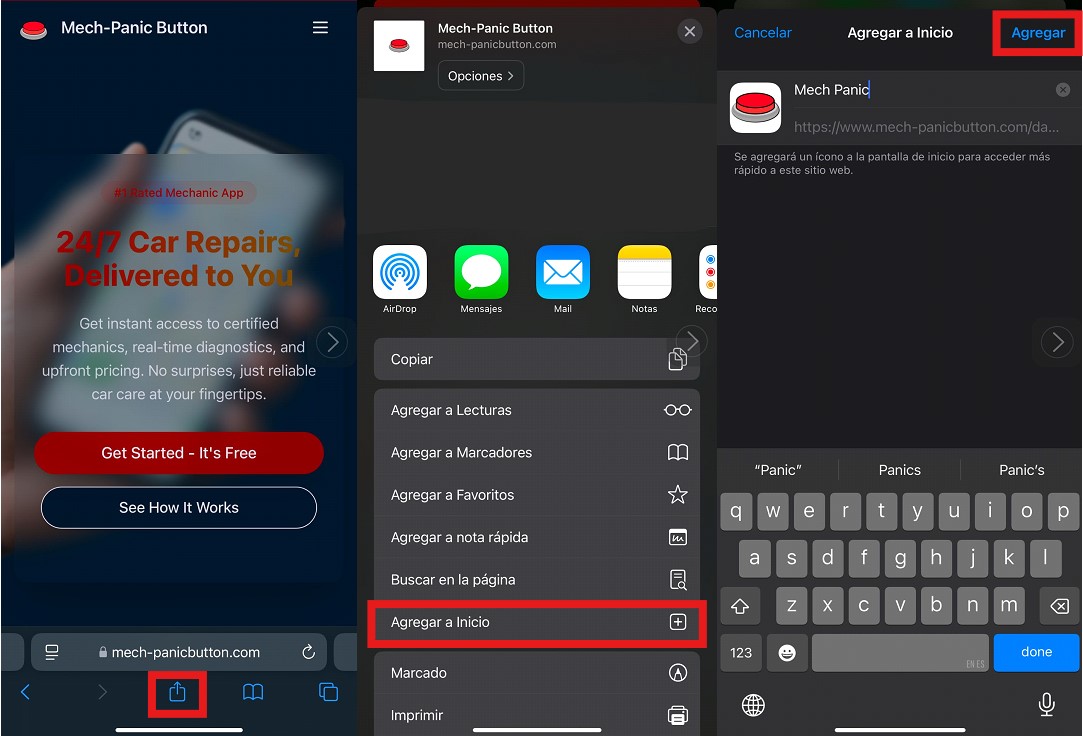 Mech-Panic Button
#1 Rated Mechanic App
24/7 Car Repairs,
Delivered to You
Get instant access to certified
mechanics, real-time diagnostics, and
upfront pricing. No surprises, just reliable
car care at your fingertips.
Get Started - It's Free
See How It Works
mech-panicbutton.com
Mech-Panic Button
mech-panicbutton.com
Opciones
AirDrop
Mensajes
Mail
Notas
Reco
Copiar
Agregar a Lecturas
Agregar a Marcadores
Agregar a Favoritos
Agregar a nota rápida
Buscar en la página
Agregar a Inicio
Marcado
Imprimir
Cancelar
Agregar a Inicio
Agregar
Mech Panic
https://www.mech-panicbutton.com/da...
Se agregará un ícono a la pantalla de inicio para acceder más
rápido a este sitio web.
“Panic” Panics Panic's
q w e r t y u i o p
a s d f g h j k l
z x c v b n m
123 EN ES done